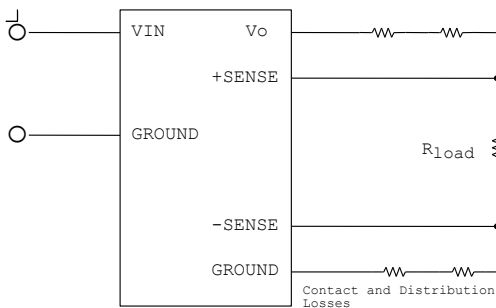 VIN Vo
+SENSE
GROUND
Rload
-SENSE
GROUND
Contact and Distribution
Losses